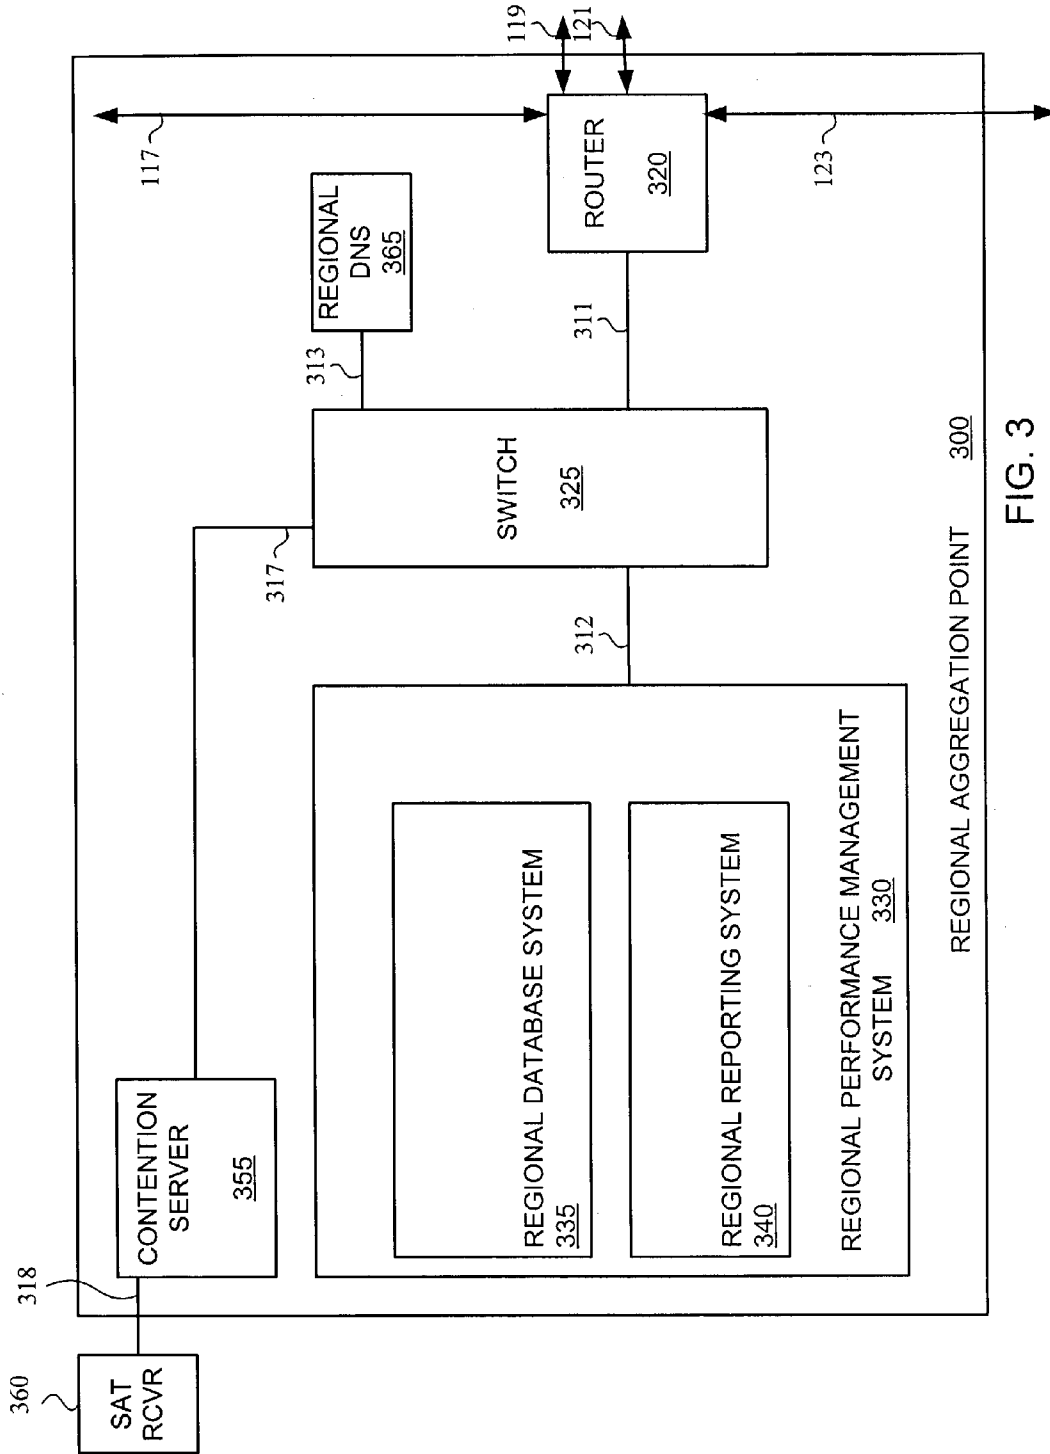 360
SAT
RCVR
318
CONTENTION
SERVER
355
317
REGIONAL DATABASE SYSTEM
335
REGIONAL REPORTING SYSTEM
340
REGIONAL PERFORMANCE MANAGEMENT
SYSTEM 330
312
SWITCH
325
313
REGIONAL
DNS
365
311
ROUTER
320
117
119
121
123
REGIONAL AGGREGATION POINT 300
FIG. 3